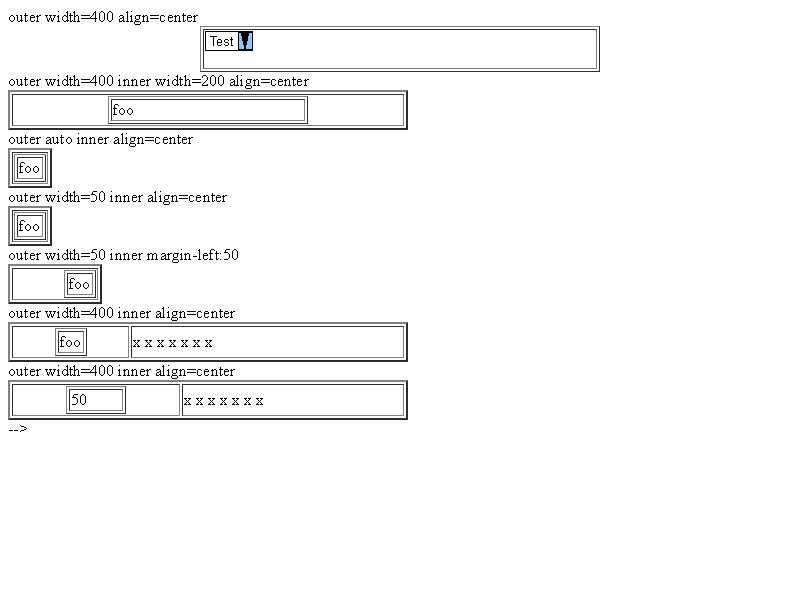 outer width=400 align=center
Test
outer width=400 inner width=200 align=center
foo
outer auto inner align=center
foo
outer width=50 inner align=center
foo
outer width=50 inner margin-left:50
foo
outer width=400 inner align=center
foo x x x x x x x
outer width=400 inner align=center
50 x x x x x x x
-->